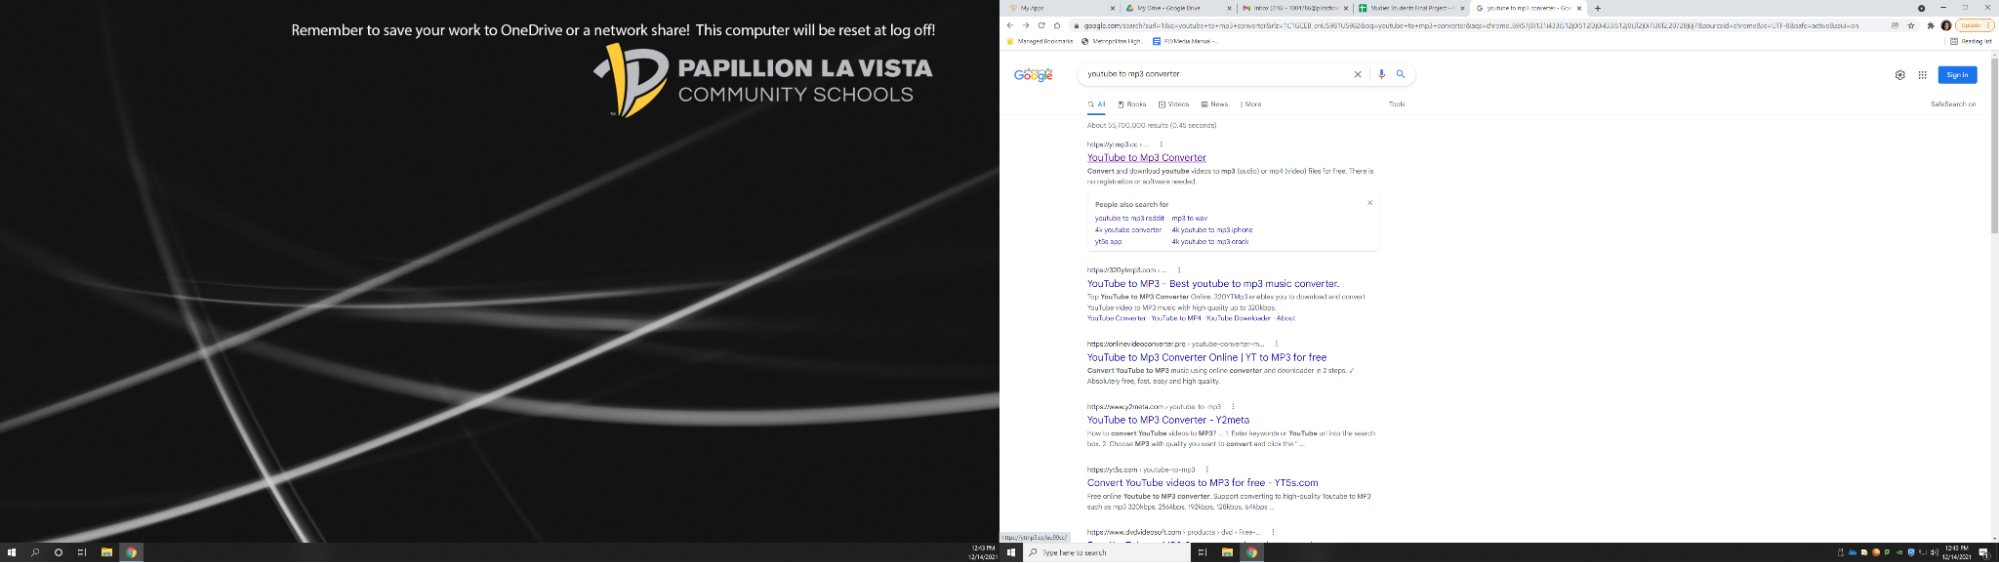 Remember to save your work to OneDrive or a network share!  This computer will be reset at log off!
PAPILLION LA VISTA
COMMUNITY SCHOOLS
12:43 PM
12/14/2021
My Apps
My Drive - Google Drive
Studies Students Final Project - G
youtube to mp3 converter - Goo
Update
Managed Bookmarks
Metropolitan High...
PLVMedia Manual -...
Reading list
Google
youtube to mp3 converter
Sign in
All
Books
Videos
News
More
Tools
SafeSearch on
About 55,700,000 results (0.45 seconds)
https://ytmp3.cc › ...
YouTube to Mp3 Converter
Convert and download youtube videos to mp3 (audio) or mp4 (video) files for free. There is
no registration or software needed.
People also search for
youtube to mp3 reddit
mp3 to wav
4k youtube converter
4k youtube to mp3 iphone
yt5s app
4k youtube to mp3 crack
https://320ytmp3.com › ...
YouTube to MP3 - Best youtube to mp3 music converter.
Top YouTube to MP3 Converter Online. 320YTMp3 enables you to download and convert
YouTube video to MP3 music with high quality up to 320kbps.
YouTube Converter · YouTube to MP4 · YouTube Downloader · About
https://onlinevideoconverter.pro › youtube-converter-m...
YouTube to Mp3 Converter Online | YT to MP3 for free
Convert YouTube to MP3 music using online converter and downloader in 2 steps. ✓
Absolutely free, fast, easy and high quality.
https://www.y2meta.com › youtube-to-mp3
YouTube to MP3 Converter - Y2meta
How to convert YouTube videos to MP3? ... 1. Enter keywords or YouTube url into the search
box. 2. Choose MP3 with quality you want to convert and click the " ...
https://yt5s.com › youtube-to-mp3
Convert YouTube videos to MP3 for free - YT5s.com
Free online Youtube to MP3 converter. Support converting to high-quality Youtube to MP3
such as mp3 320kbps, 256kbps, 192kbps, 128kbps, 64kbps ...
https://www.dvdvideosoft.com › products › dvd › Free-...
Type here to search
12:43 PM
12/14/2021